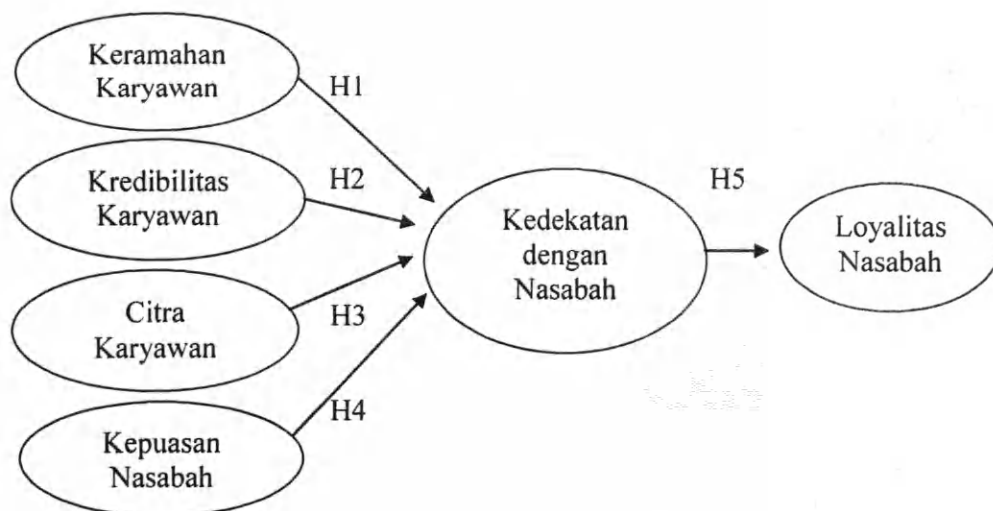 Keramahan
Karyawan
H1
Kredibilitas
Karyawan
H2
Citra
Karyawan
H3
Kepuasan
Nasabah
H4
Kedekatan
dengan
Nasabah
H5
Loyalitas
Nasabah